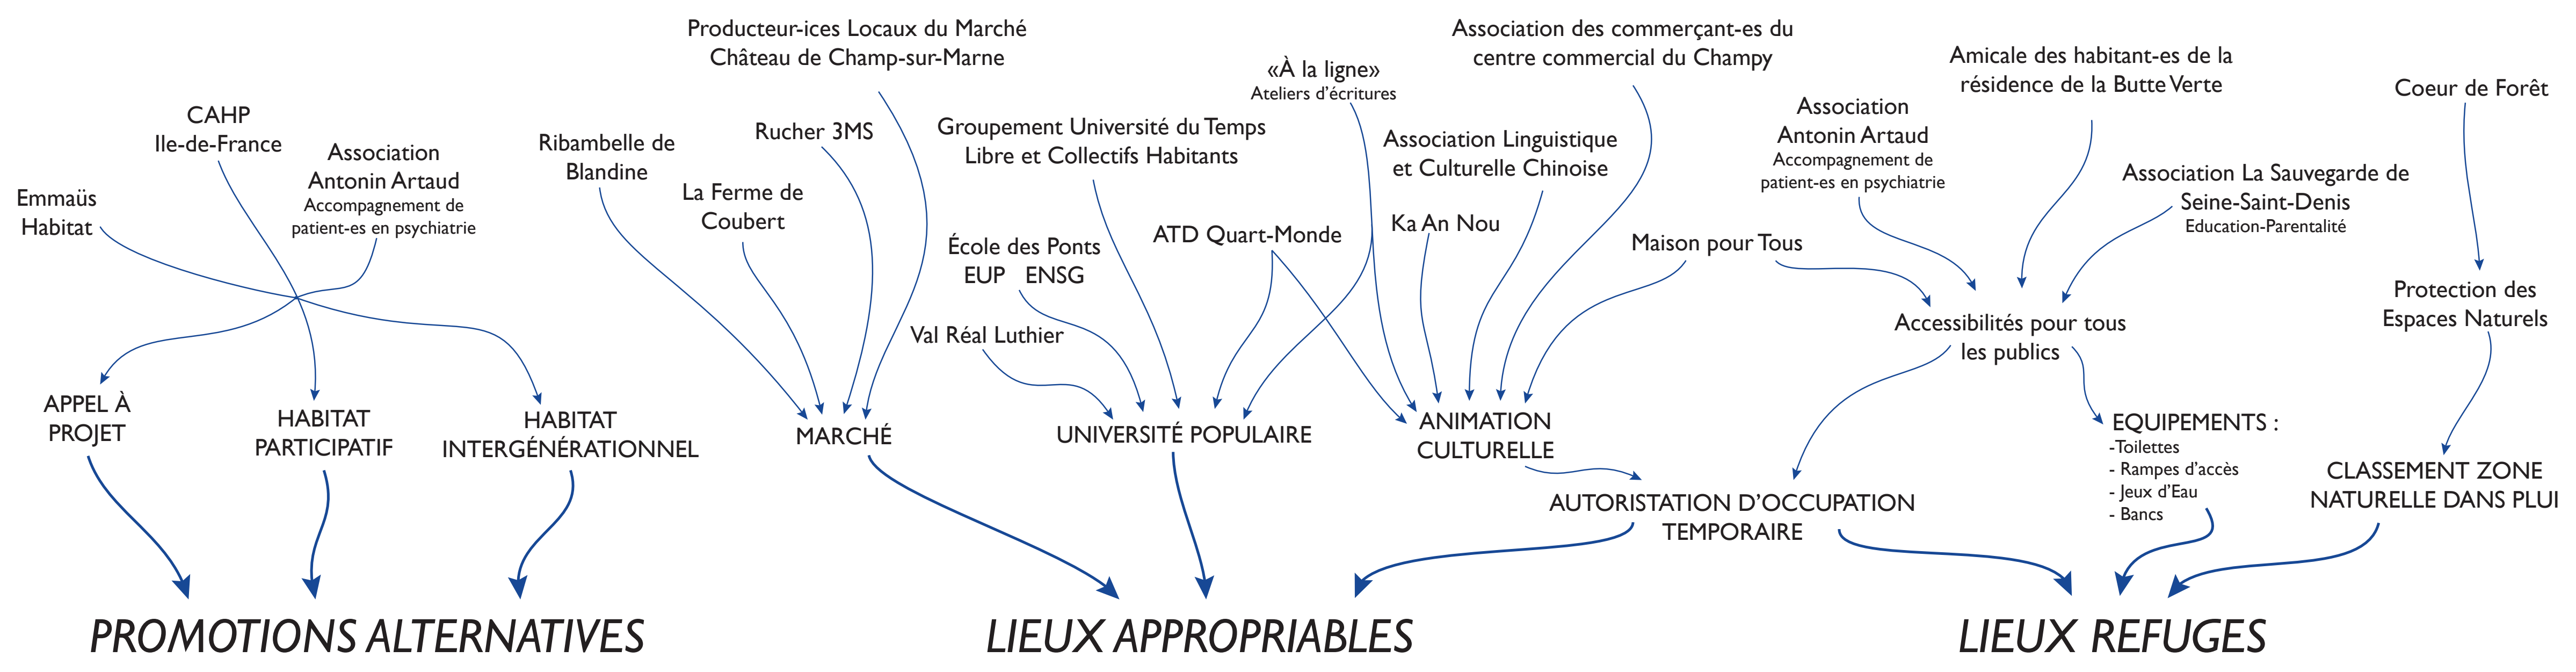 Emmaüs
Habitat
CAHP
Ile-de-France
Association
Antonin Artaud
Accompagnement de
patient-es en psychiatrie
APPEL À
PROJET
HABITAT
PARTICIPATIF
HABITAT
INTERGÉNÉRATIONNEL
PROMOTIONS ALTERNATIVES
Ribambelle de
Blandine
La Ferme de
Coubert
Rucher 3MS
Producteur-ices Locaux du Marché
Château de Champ-sur-Marne
MARCHÉ
Val Réal Luthier
École des Ponts
EUP ENSG
Groupement Université du Temps
Libre et Collectifs Habitants
ATD Quart-Monde
«À la ligne»
Ateliers d’écritures
UNIVERSITÉ POPULAIRE
Ka An Nou
Association Linguistique
et Culturelle Chinoise
Association des commerçant-es du
centre commercial du Champy
Maison pour Tous
ANIMATION
CULTURELLE
AUTORISTATION D’OCCUPATION
TEMPORAIRE
LIEUX APPROPRIABLES
Association
Antonin Artaud
Accompagnement de
patient-es en psychiatrie
Amicale des habitant-es de la
résidence de la Butte Verte
Association La Sauvegarde de
Seine-Saint-Denis
Education-Parentalité
Accessibilités pour tous
les publics
EQUIPEMENTS :
-Toilettes
- Rampes d’accès
- Jeux d’Eau
- Bancs
Coeur de Forêt
Protection des
Espaces Naturels
CLASSEMENT ZONE
NATURELLE DANS PLUI
LIEUX REFUGES